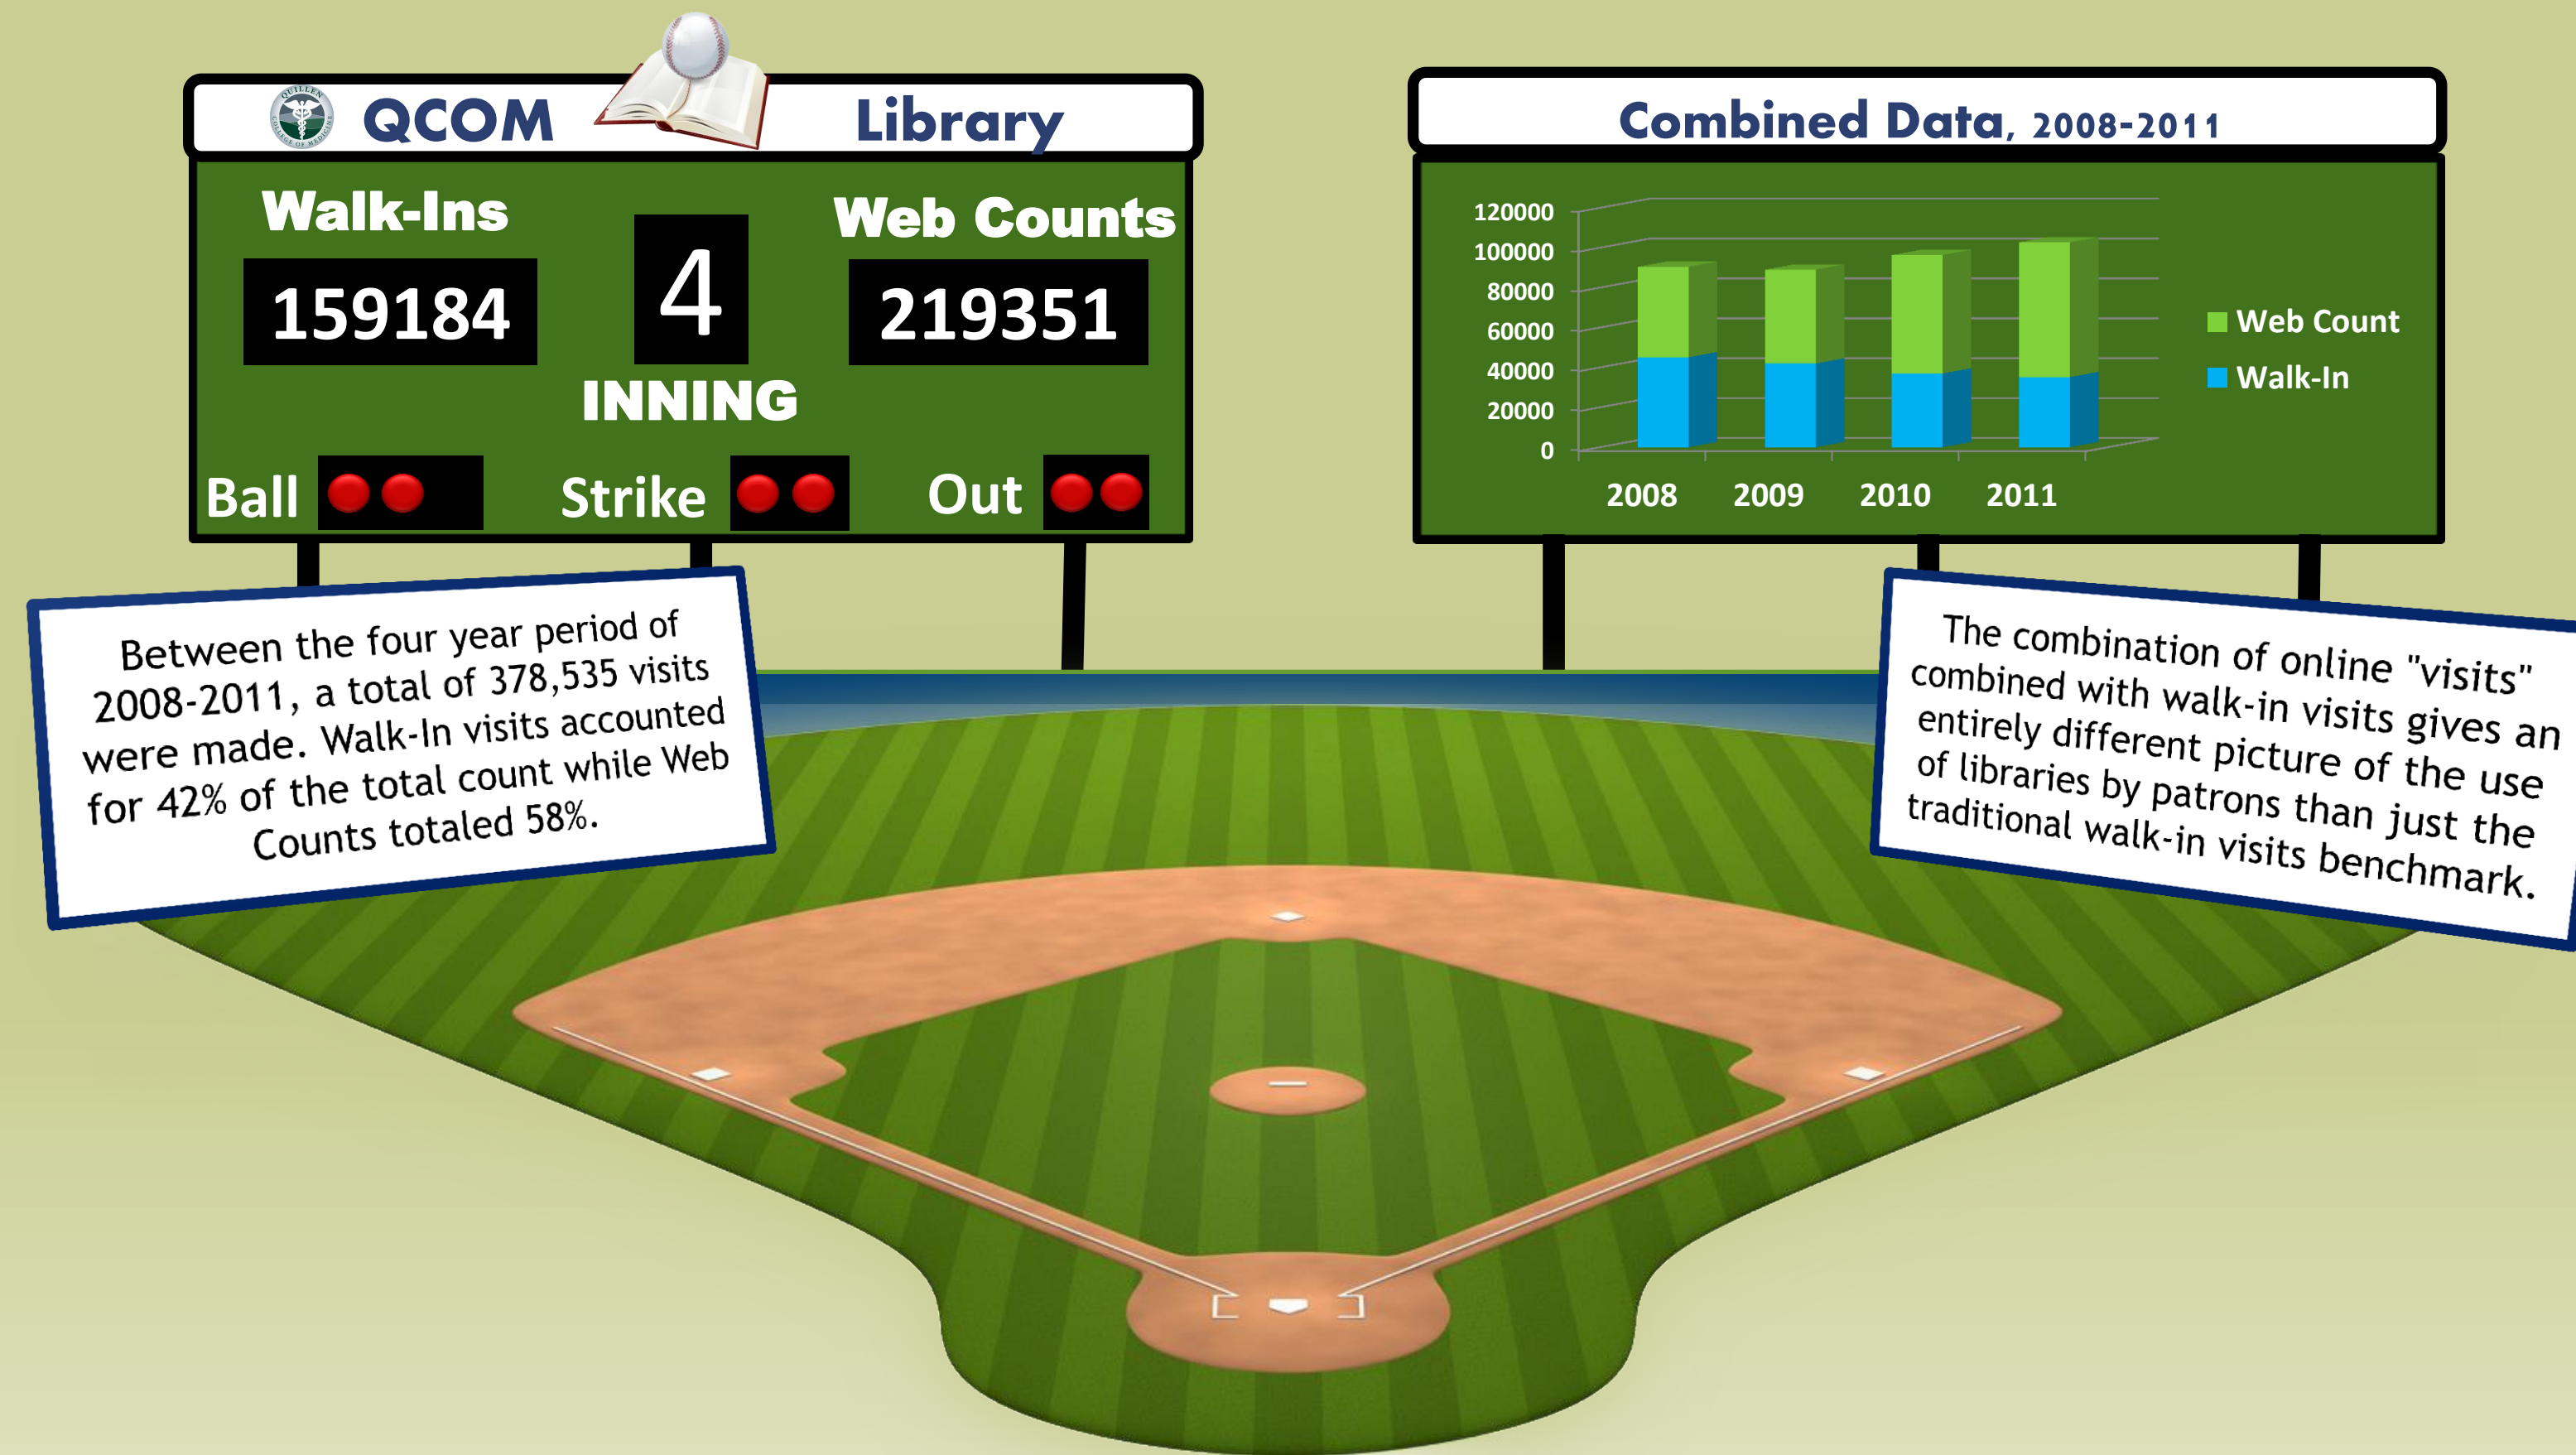 QCOM Library
QUILLEN
COLLEGE OF MEDICINE
Walk-Ins
Web Counts
159184
4
219351
INNING
Ball
Strike
Out
Combined Data, 2008-2011
120000
100000
80000
60000
40000
20000
0
2008 2009 2010 2011
Web Count
Walk-In
Between the four year period of
2008-2011, a total of 378,535 visits
were made. Walk-In visits accounted
for 42% of the total count while Web
Counts totaled 58%.
The combination of online "visits"
combined with walk-in visits gives an
entirely different picture of the use
of libraries by patrons than just the
traditional walk-in visits benchmark.